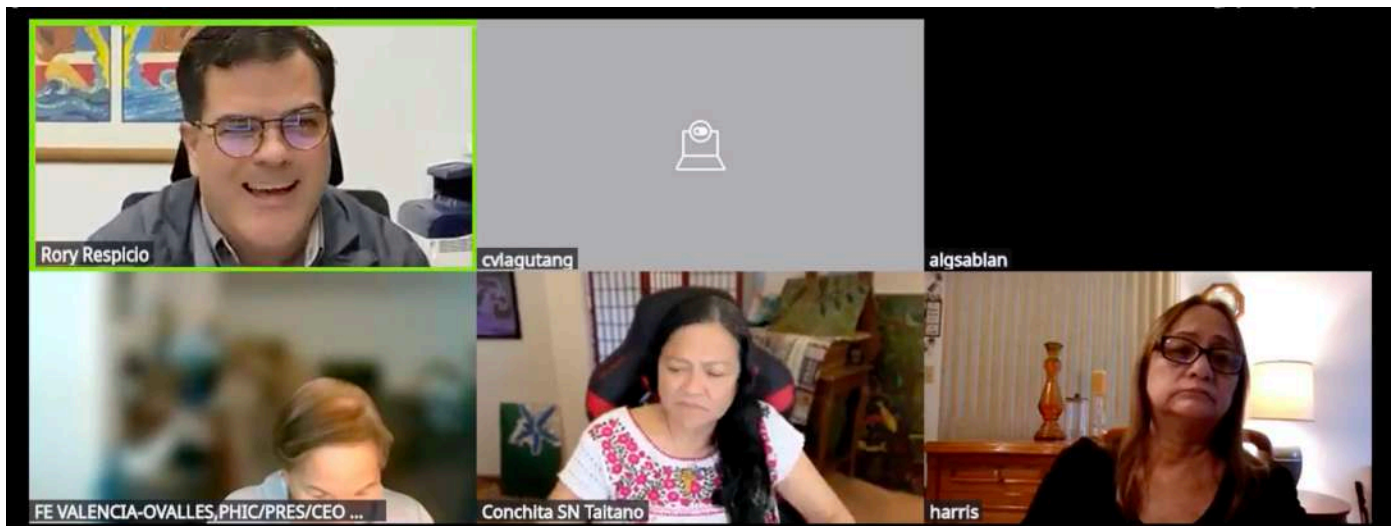 Rory Respicio
cvlagutang
algsablan
FE VALENCIA-OVALLES,PHIC/PRES/CEO ...
Conchita SN Taitano
harris